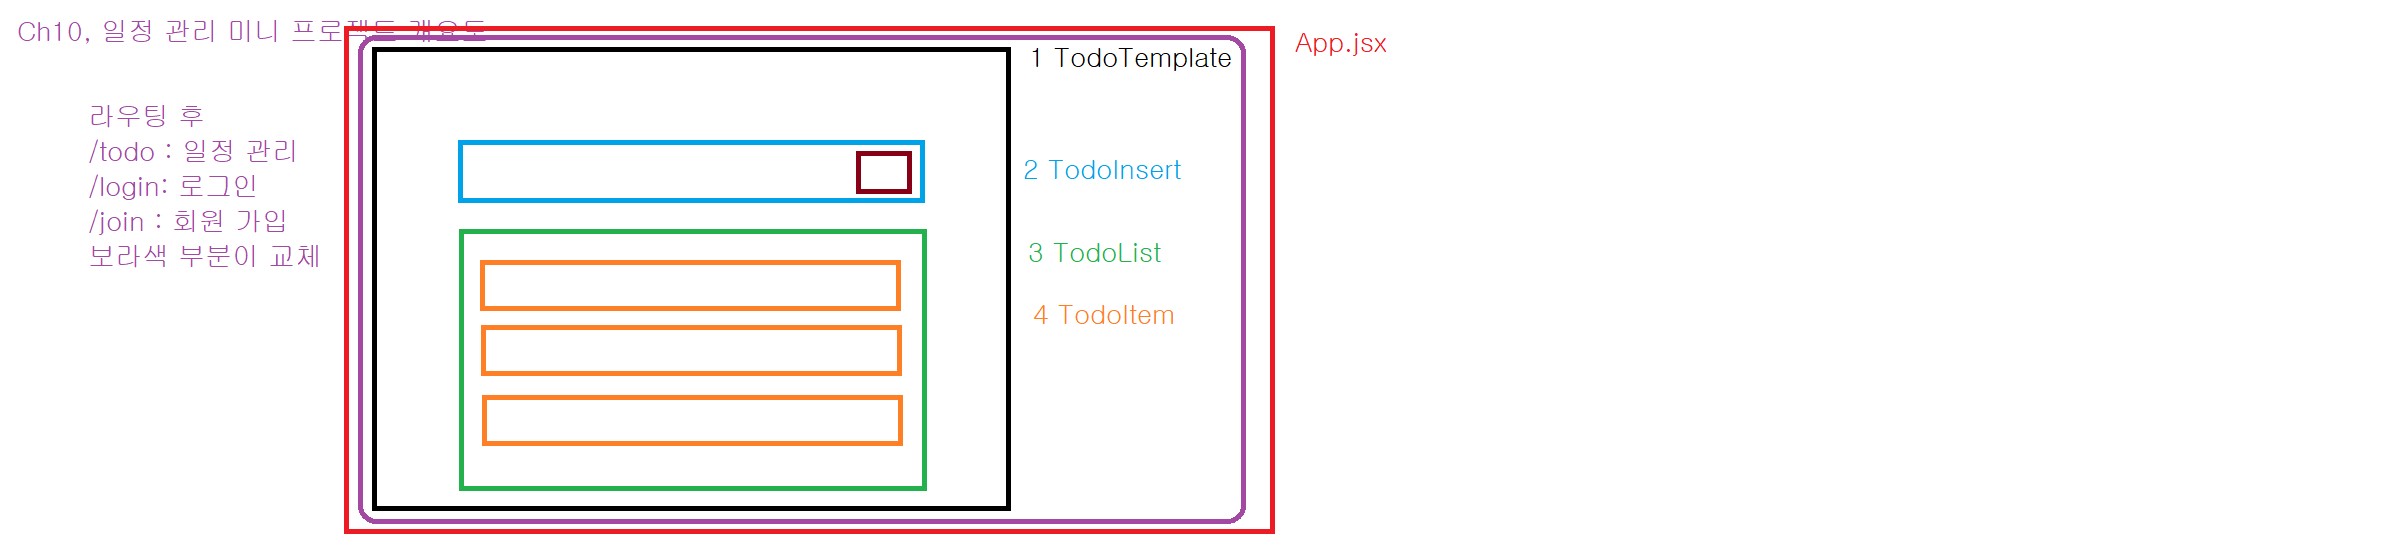 Ch10, 일정 관리 미니 프로젝트 개요도
라우팅 후
/todo : 일정 관리
/login: 로그인
/join : 회원 가입
보라색 부분이 교체
App.jsx
1 TodoTemplate
2 TodoInsert
3 TodoList
4 TodoItem